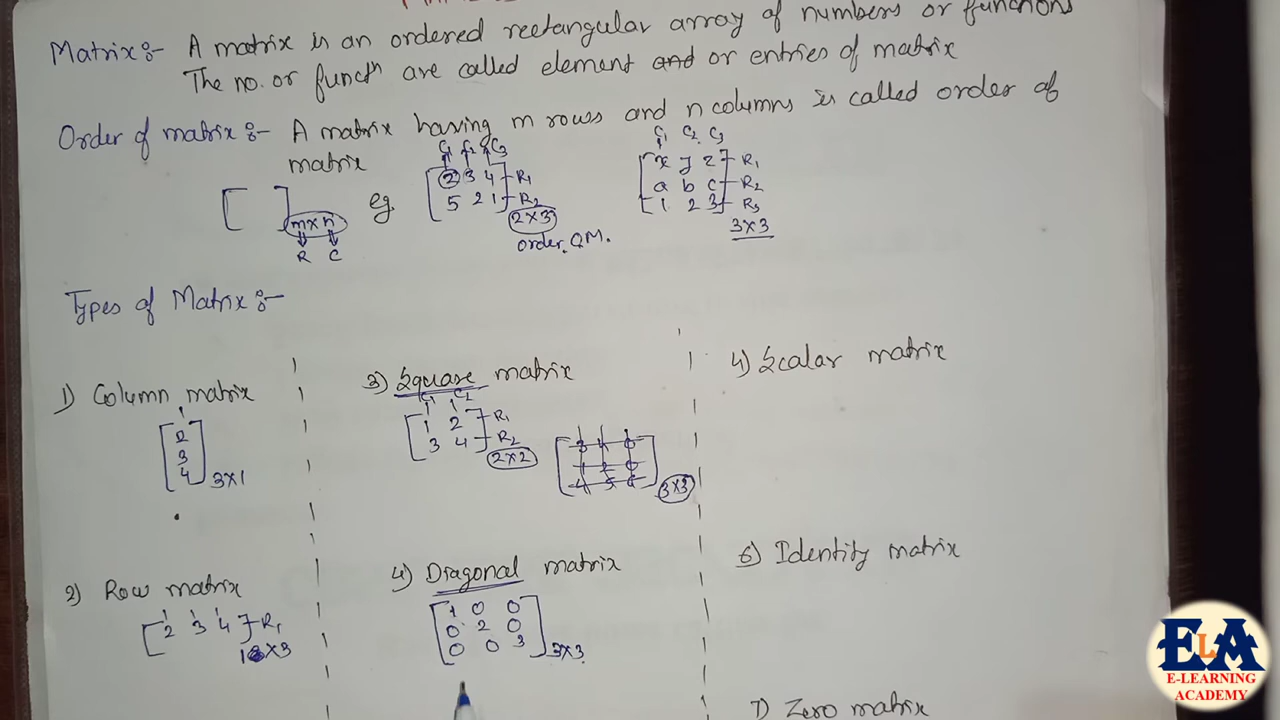 Matrix :- A matrix is an ordered rectangular array of numbers or functions
The no. or functn are called element and or entries of matrix
Order of matrix :- A matrix having m rows and n columns is called order of
matrix
[ ] m×n
R C
eg.
C1 C2 C3
2 3 4 R1
5 2 1 R2
2×3
order. O.M.
C1 C2 C3
x y z R1
a b c R2
1 2 3 R3
3×3
Types of Matrix :-
1) Column matrix
2
3
4
3×1
2) Row matrix
[2 3 4] R1
1×3
3) Square matrix
C1 C2
1 2 R1
3 4 R2
2×2
3×3
4) Diagonal matrix
1 0 0
0 2 0
0 0 3
3×3
4) Scalar matrix
6) Identity matrix
7) Zero matrix
ELA
E-LEARNING
ACADEMY